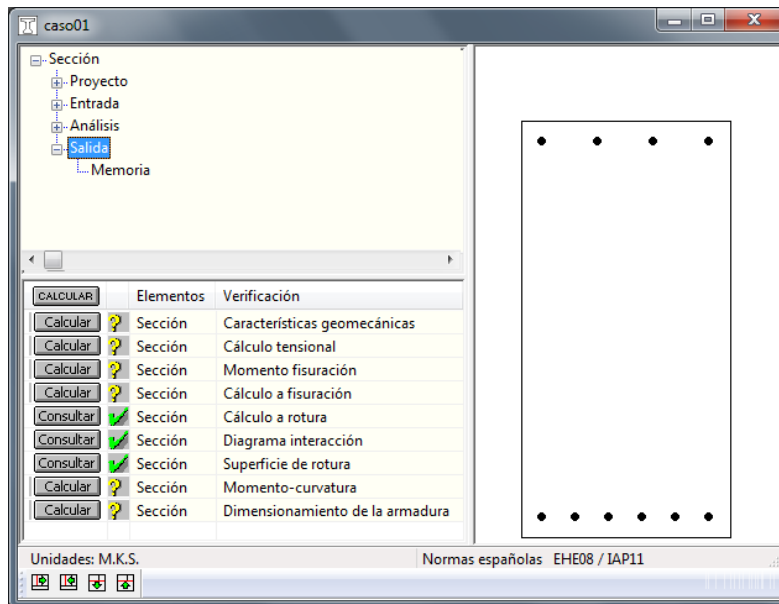 caso01
Sección
Proyecto
Entrada
Análisis
Salida
Memoria
CALCULAR Elementos Verificación
Calcular Sección Características geomecánicas
Calcular Sección Cálculo tensional
Calcular Sección Momento fisuración
Calcular Sección Cálculo a fisuración
Consultar Sección Cálculo a rotura
Consultar Sección Diagrama interacción
Consultar Sección Superficie de rotura
Calcular Sección Momento-curvatura
Calcular Sección Dimensionamiento de la armadura
Unidades: M.K.S. Normas españolas EHE08 / IAP11